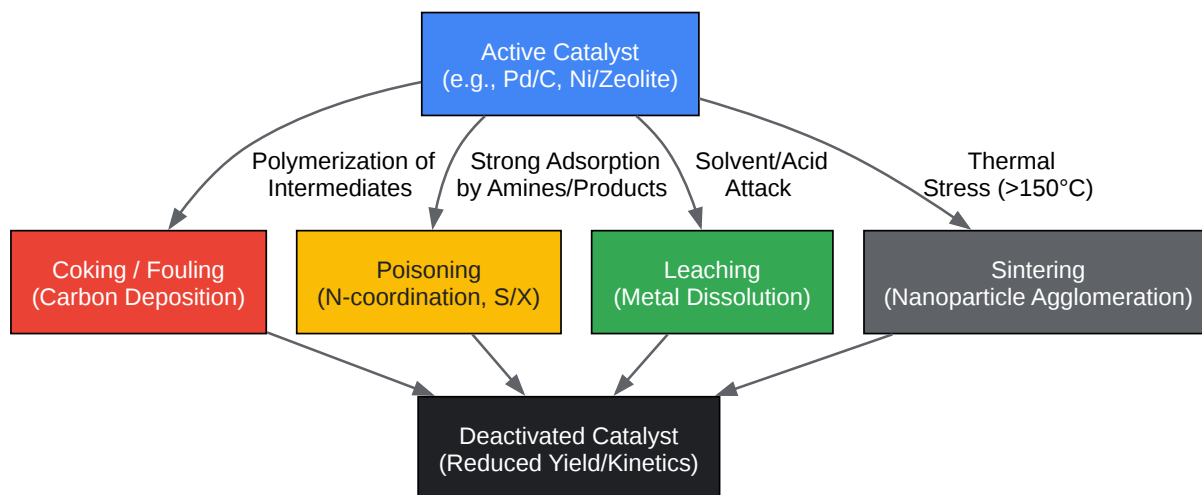 Active Catalyst
(e.g., Pd/C, Ni/Zeolite)
Polymerization of
Intermediates
Strong Adsorption
by Amines/Products
Solvent/Acid
Attack
Thermal
Stress (>150°C)
Coking / Fouling
(Carbon Deposition)
Poisoning
(N-coordination, S/X)
Leaching
(Metal Dissolution)
Sintering
(Nanoparticle Agglomeration)
Deactivated Catalyst
(Reduced Yield/Kinetics)